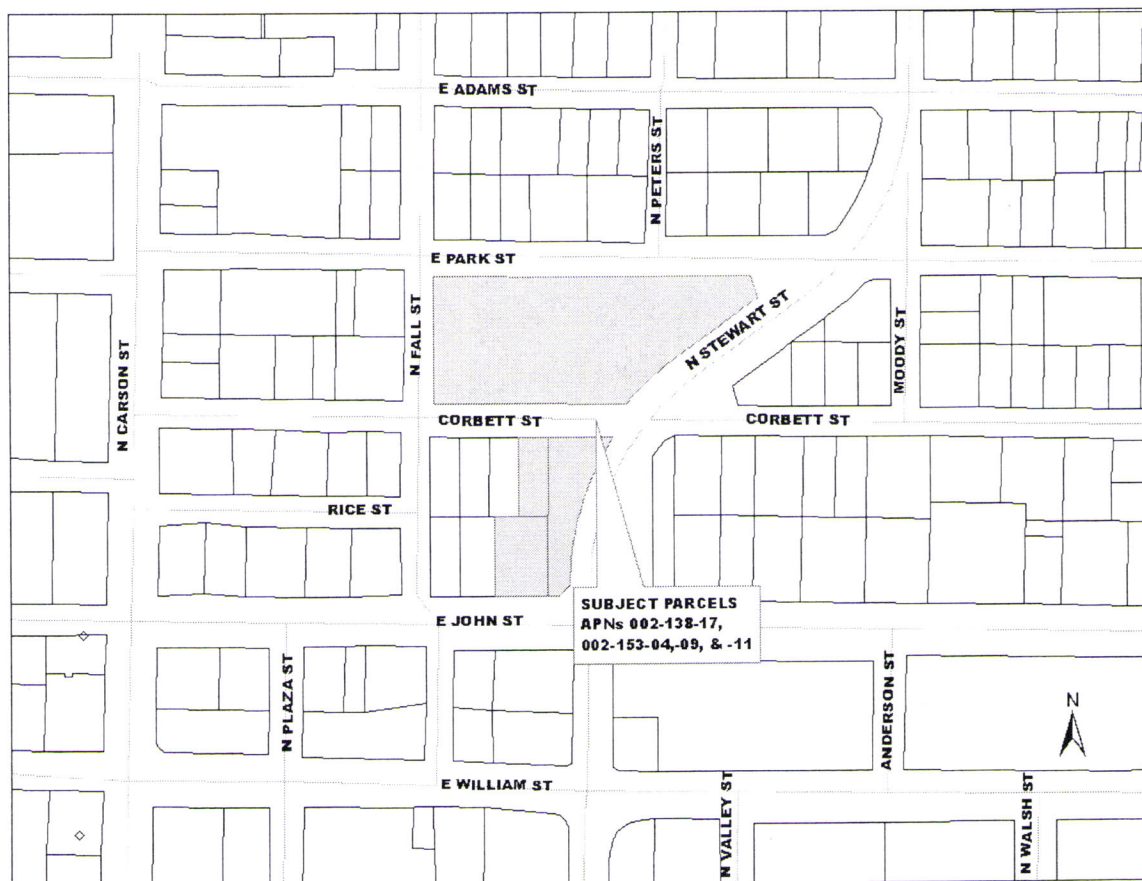 E ADAMS ST
N PETERS ST
E PARK ST
N FALL ST
N STEWART ST
MOODY ST
N CARSON ST
CORBETT ST
CORBETT ST
RICE ST
SUBJECT PARCELS
APNs 002-138-17,
002-153-04,-09, & -11
E JOHN ST
N PLAZA ST
ANDERSON ST
N
E WILLIAM ST
N VALLEY ST
N WALSH ST